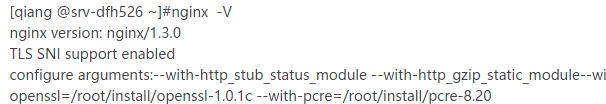 [qiang @srv-dfh526 ~]#nginx -V
nginx version: nginx/1.3.0
TLS SNI support enabled
configure arguments:--with-http_stub_status_module --with-http_gzip_static_module--wi
openssl=/root/install/openssl-1.0.1c --with-pcre=/root/install/pcre-8.20